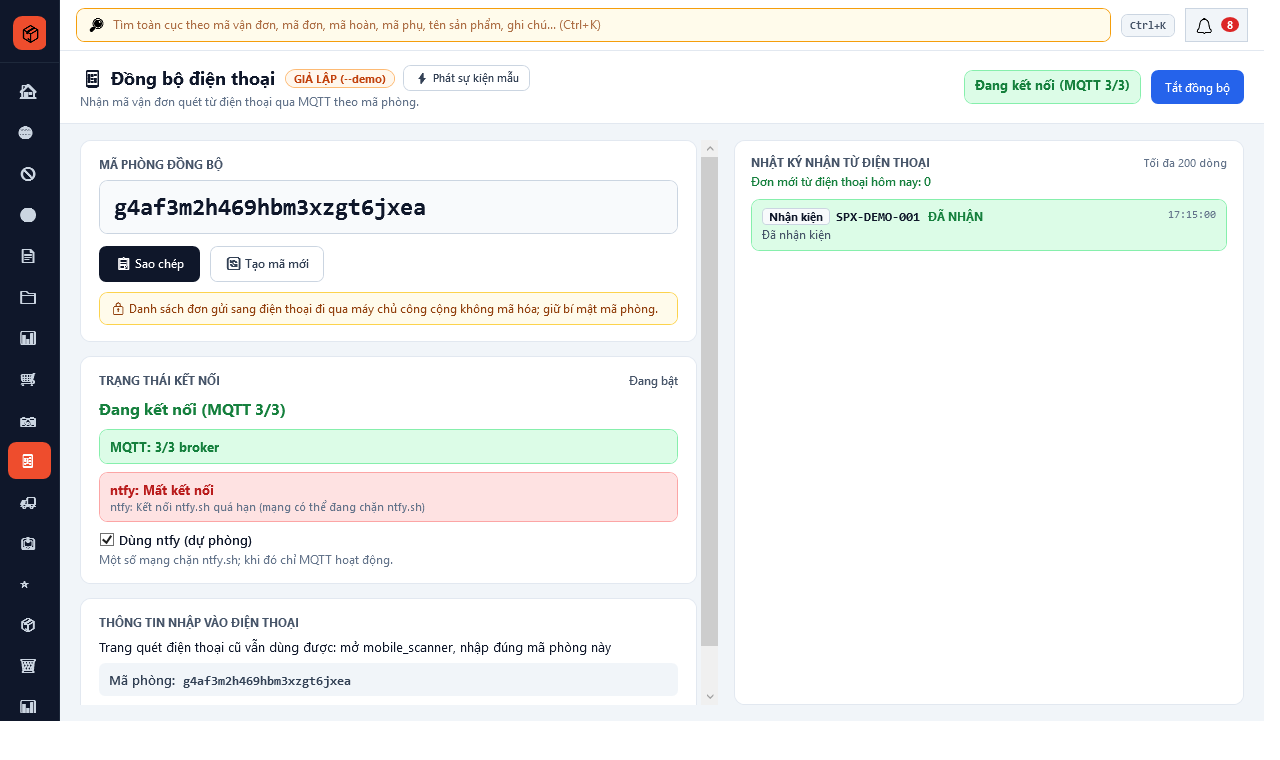 Tìm toàn cục theo mã vận đơn, mã đơn, mã hoàn, mã phụ, tên sản phẩm, ghi chú... (Ctrl+K)
Ctrl+K
8
Đồng bộ điện thoại
GIẢ LẬP (--demo)
Phát sự kiện mẫu
Nhận mã vận đơn quét từ điện thoại qua MQTT theo mã phòng.
Đang kết nối (MQTT 3/3)
Tắt đồng bộ
MÃ PHÒNG ĐỒNG BỘ
g4af3m2h469hbm3xzgt6jxea
Sao chép
Tạo mã mới
Danh sách đơn gửi sang điện thoại đi qua máy chủ công cộng không mã hóa; giữ bí mật mã phòng.
TRẠNG THÁI KẾT NỐI
Đang bật
Đang kết nối (MQTT 3/3)
MQTT: 3/3 broker
ntfy: Mất kết nối
ntfy: Kết nối ntfy.sh quá hạn (mạng có thể đang chặn ntfy.sh)
Dùng ntfy (dự phòng)
Một số mạng chặn ntfy.sh; khi đó chỉ MQTT hoạt động.
THÔNG TIN NHẬP VÀO ĐIỆN THOẠI
Trang quét điện thoại cũ vẫn dùng được: mở mobile_scanner, nhập đúng mã phòng này
Mã phòng: g4af3m2h469hbm3xzgt6jxea
NHẬT KÝ NHẬN TỪ ĐIỆN THOẠI
Tối đa 200 dòng
Đơn mới từ điện thoại hôm nay: 0
Nhận kiện SPX-DEMO-001 ĐÃ NHẬN
17:15:00
Đã nhận kiện